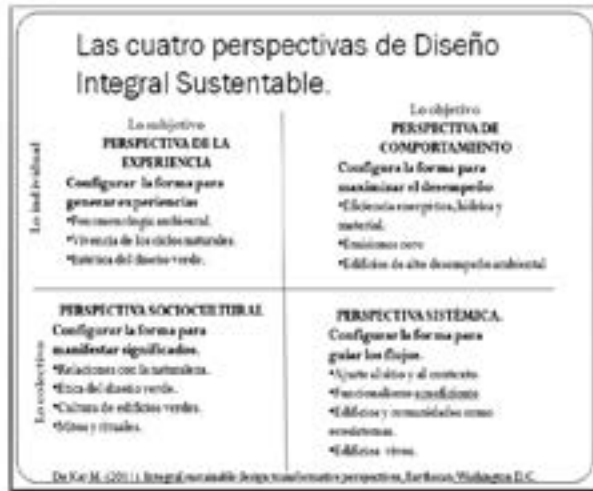 Las cuatro perspectivas de Diseño
Integral Sustentable.
Lo subjetivo
PERSPECTIVA DE LA
EXPERIENCIA
Configurar la forma para
generar experiencias
•Fenomenología ambiental.
•Vivencia de los ciclos naturales.
•Estética del diseño verde.
Lo objetivo
PERSPECTIVA DE
COMPORTAMIENTO
Configura la forma para
maximizar el desempeño
•Eficiencia energética, hídrica y
material.
•Emisiones cero
•Edificios de alto desempeño ambiental
Lo individual
PERSPECTIVA SOCIOCULTURAL
Configurar la forma para
manifestar significados.
•Relaciones con la naturaleza.
•Ética del diseño verde.
•Cultura de edificios verdes.
•Mitos y rituales.
PERSPECTIVA SISTÉMICA.
Configurar la forma para
guiar los flujos.
•Ajuste al sitio y al contexto.
•Funcionalismo
•Edificios y comunidades como
ecosistemas.
•Edificios vivos.
Lo colectivo
De Kay M. (2011). Integral sustainable design, transformative perspectives, Earthscan, Washington D.C.